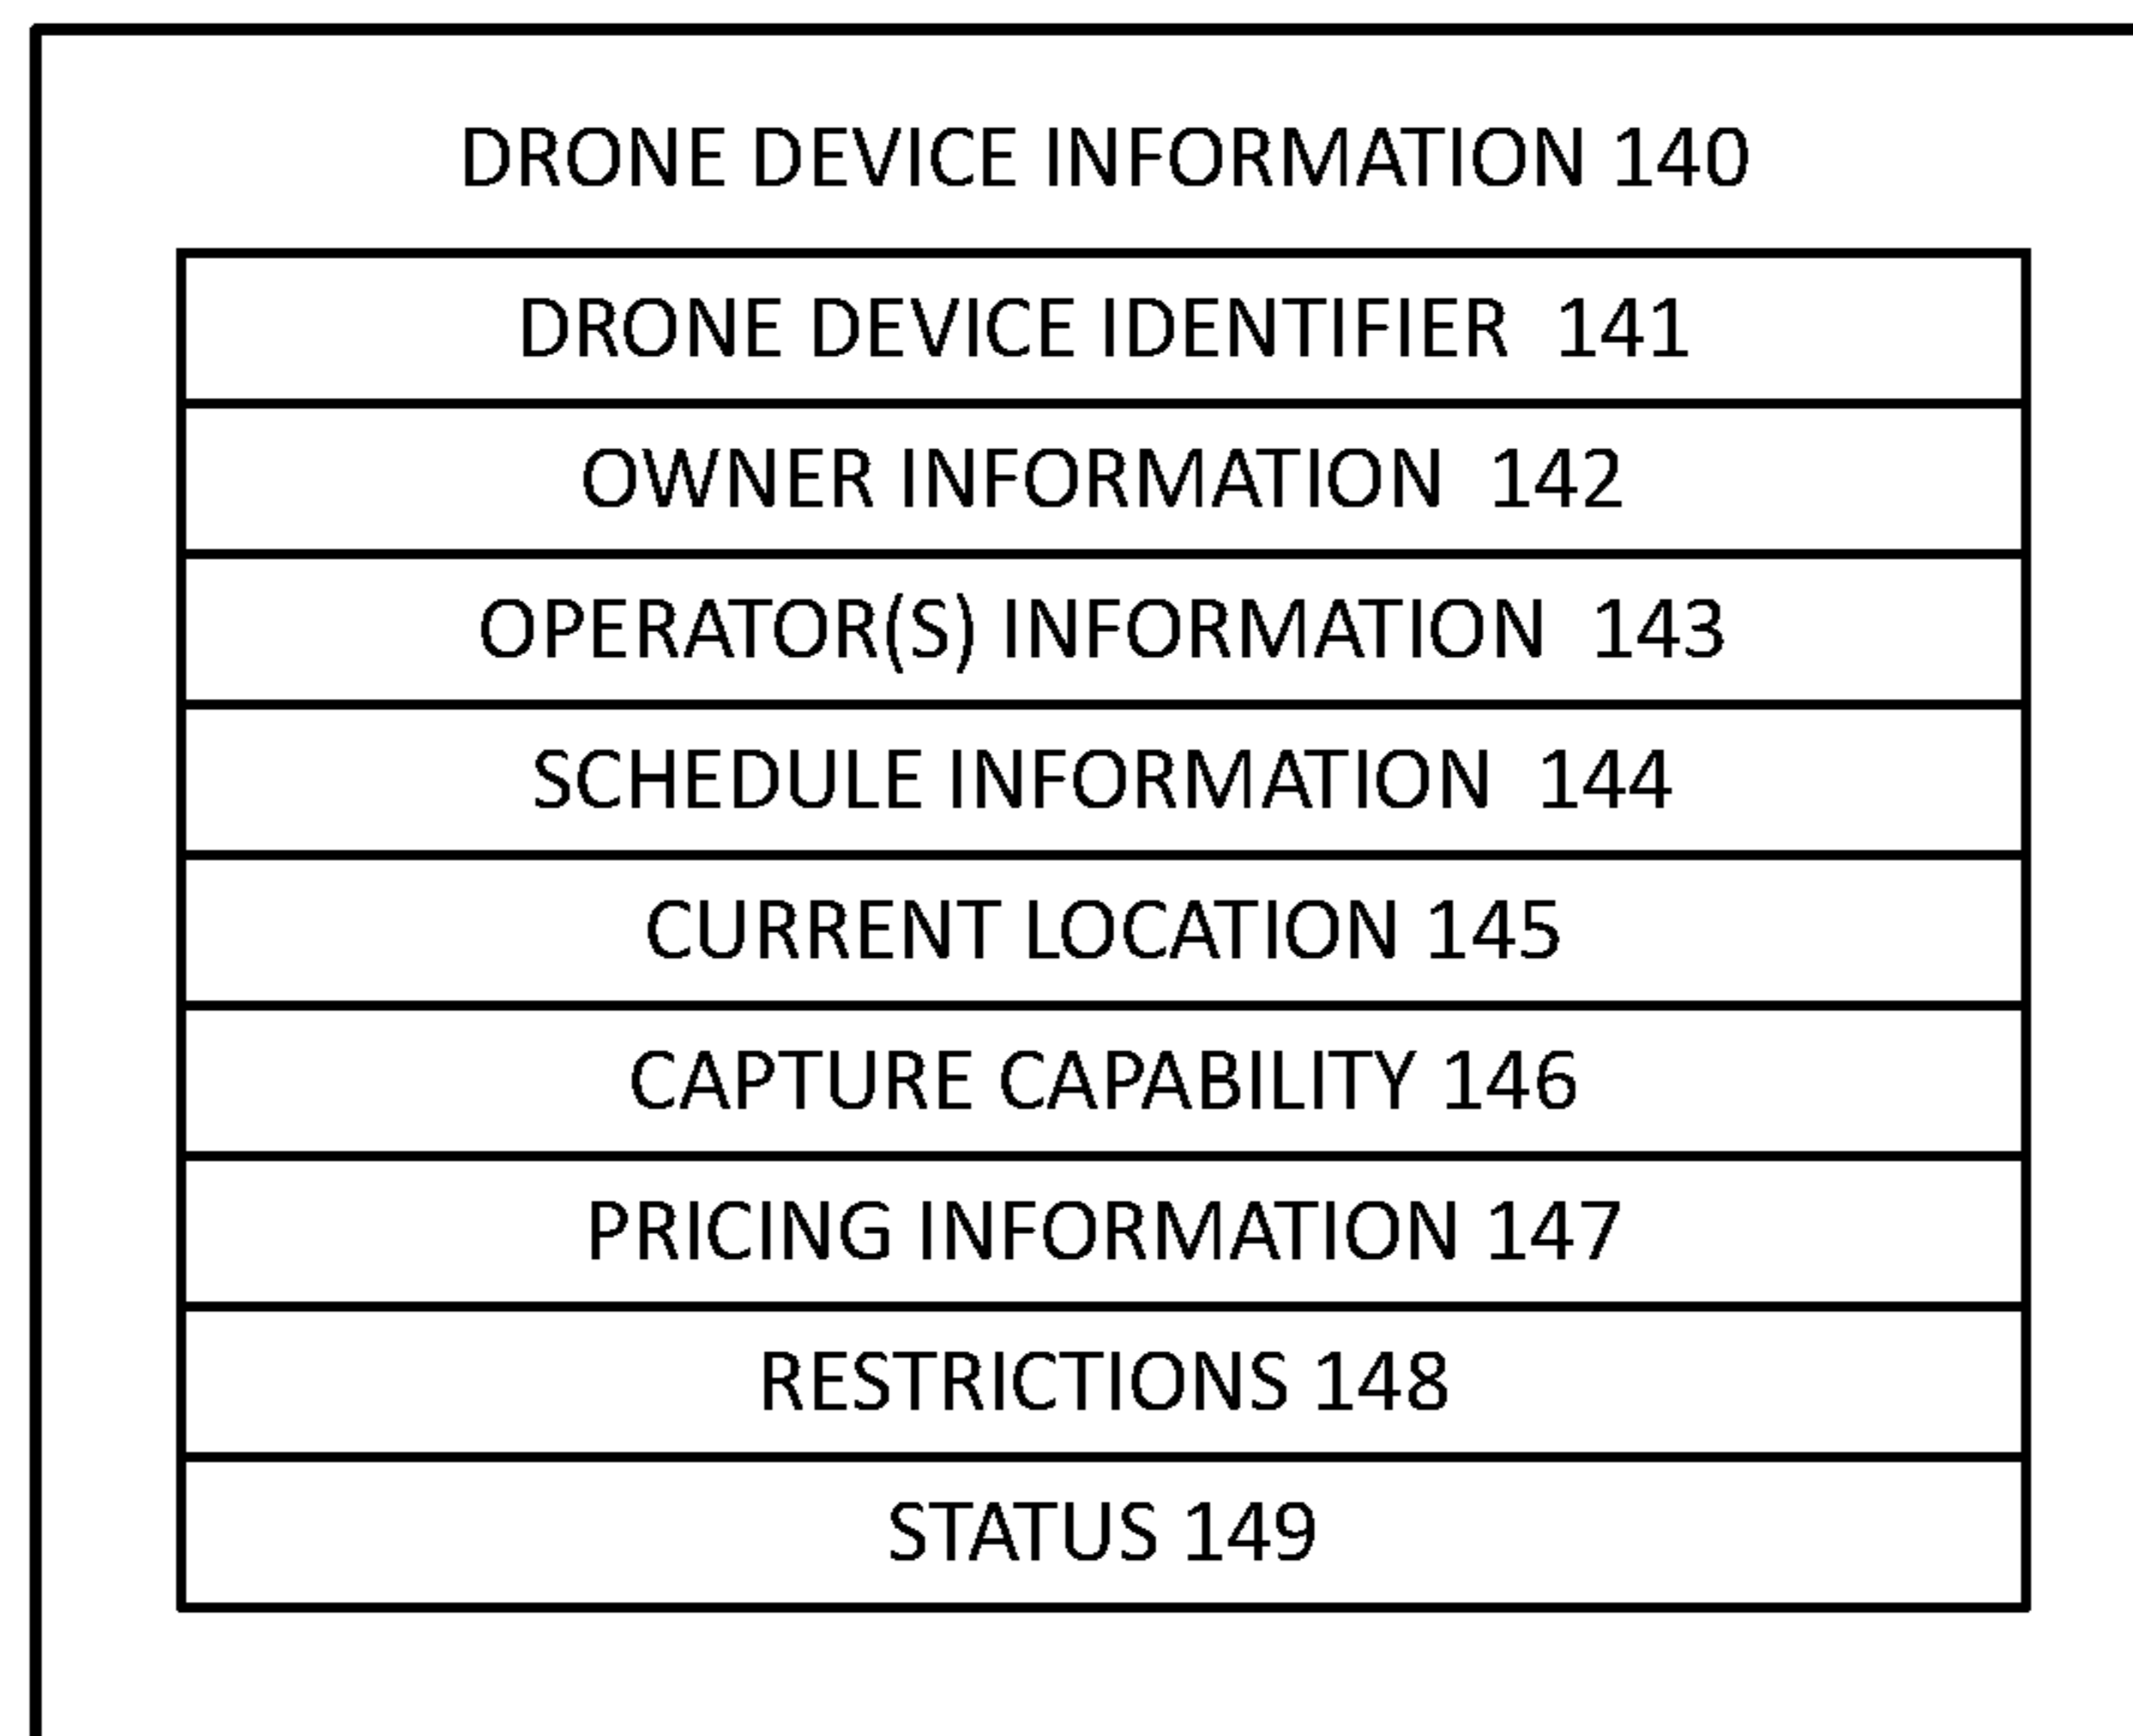 DRONE DEVICE INFORMATION 140
DRONE DEVICE IDENTIFIER 141
OWNER INFORMATION 142
OPERATOR(S) INFORMATION 143
SCHEDULE INFORMATION 144
CURRENT LOCATION 145
CAPTURE CAPABILITY 146
PRICING INFORMATION 147
RESTRICTIONS 148
STATUS 149